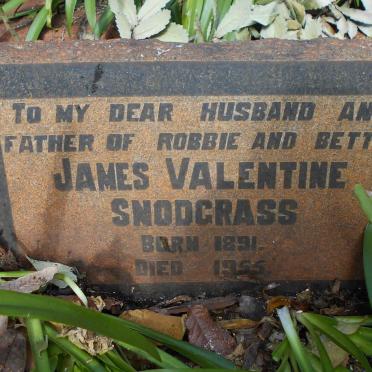 TO MY DEAR HUSBAND AN
FATHER OF ROBBIE AND BETT
JAMES VALENTINE
SNODGRASS
BORN 1891.
DIED 1955.